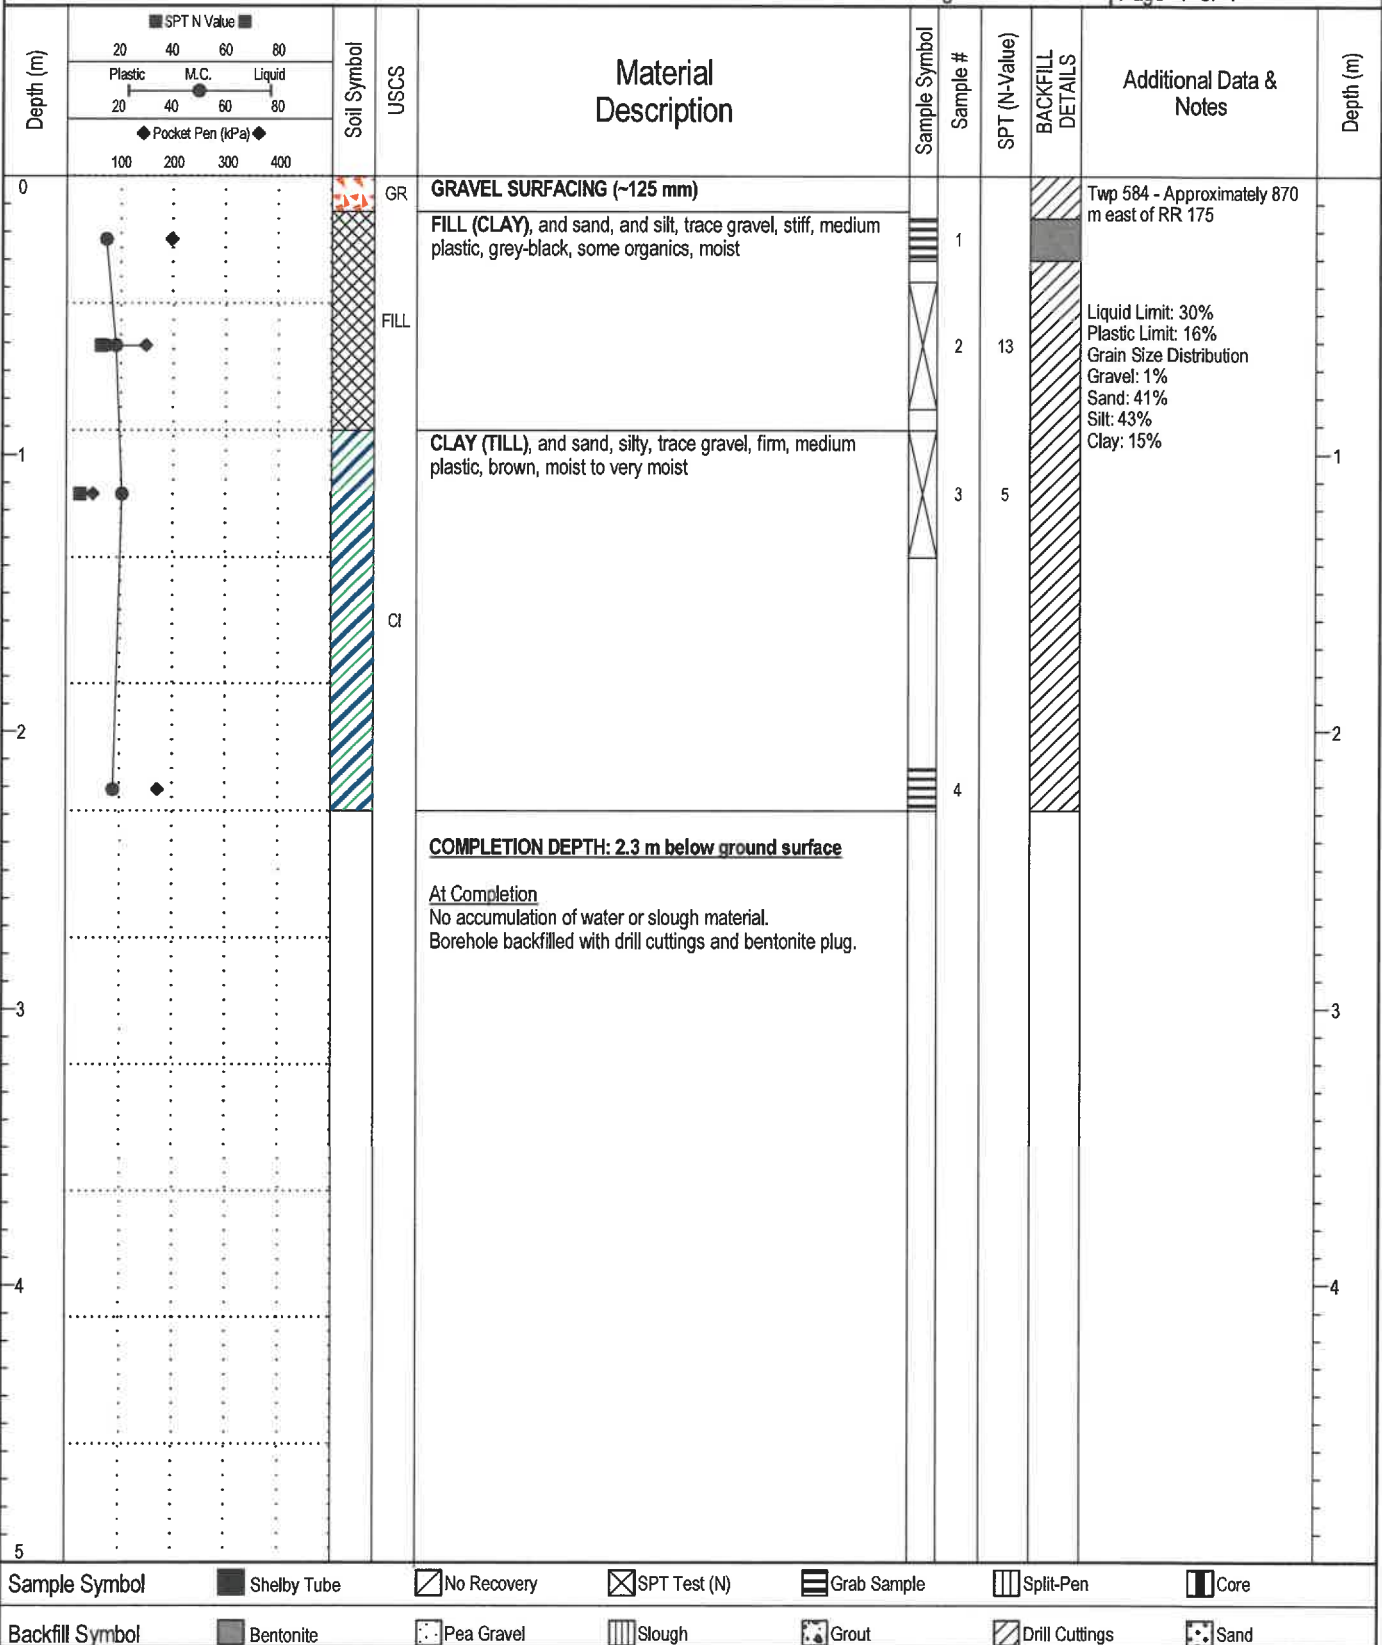 SPT N Value
20 40 60 80
Plastic M.C. Liquid
20 40 60 80
Pocket Pen (kPa)
100 200 300 400
Depth (m)
Soil Symbol
USCS
Material
Description
Sample Symbol
Sample #
SPT (N-Value)
BACKFILL
DETAILS
Additional Data &
Notes
Depth (m)
0
GR
GRAVEL SURFACING (~125 mm)
Twp 584 - Approximately 870
m east of RR 175
FILL (CLAY), and sand, and silt, trace gravel, stiff, medium
plastic, grey-black, some organics, moist
1
FILL
2 13
Liquid Limit: 30%
Plastic Limit: 16%
Grain Size Distribution
Gravel: 1%
Sand: 41%
Silt: 43%
Clay: 15%
CLAY (TILL), and sand, silty, trace gravel, firm, medium
plastic, brown, moist to very moist
1
1
3 5
CI
2
2
4
COMPLETION DEPTH: 2.3 m below ground surface
At Completion
No accumulation of water or slough material.
Borehole backfilled with drill cuttings and bentonite plug.
3
3
4
4
5
Sample Symbol Shelby Tube No Recovery SPT Test (N) Grab Sample Split-Pen Core
Backfill Symbol Bentonite Pea Gravel Slough Grout Drill Cuttings Sand